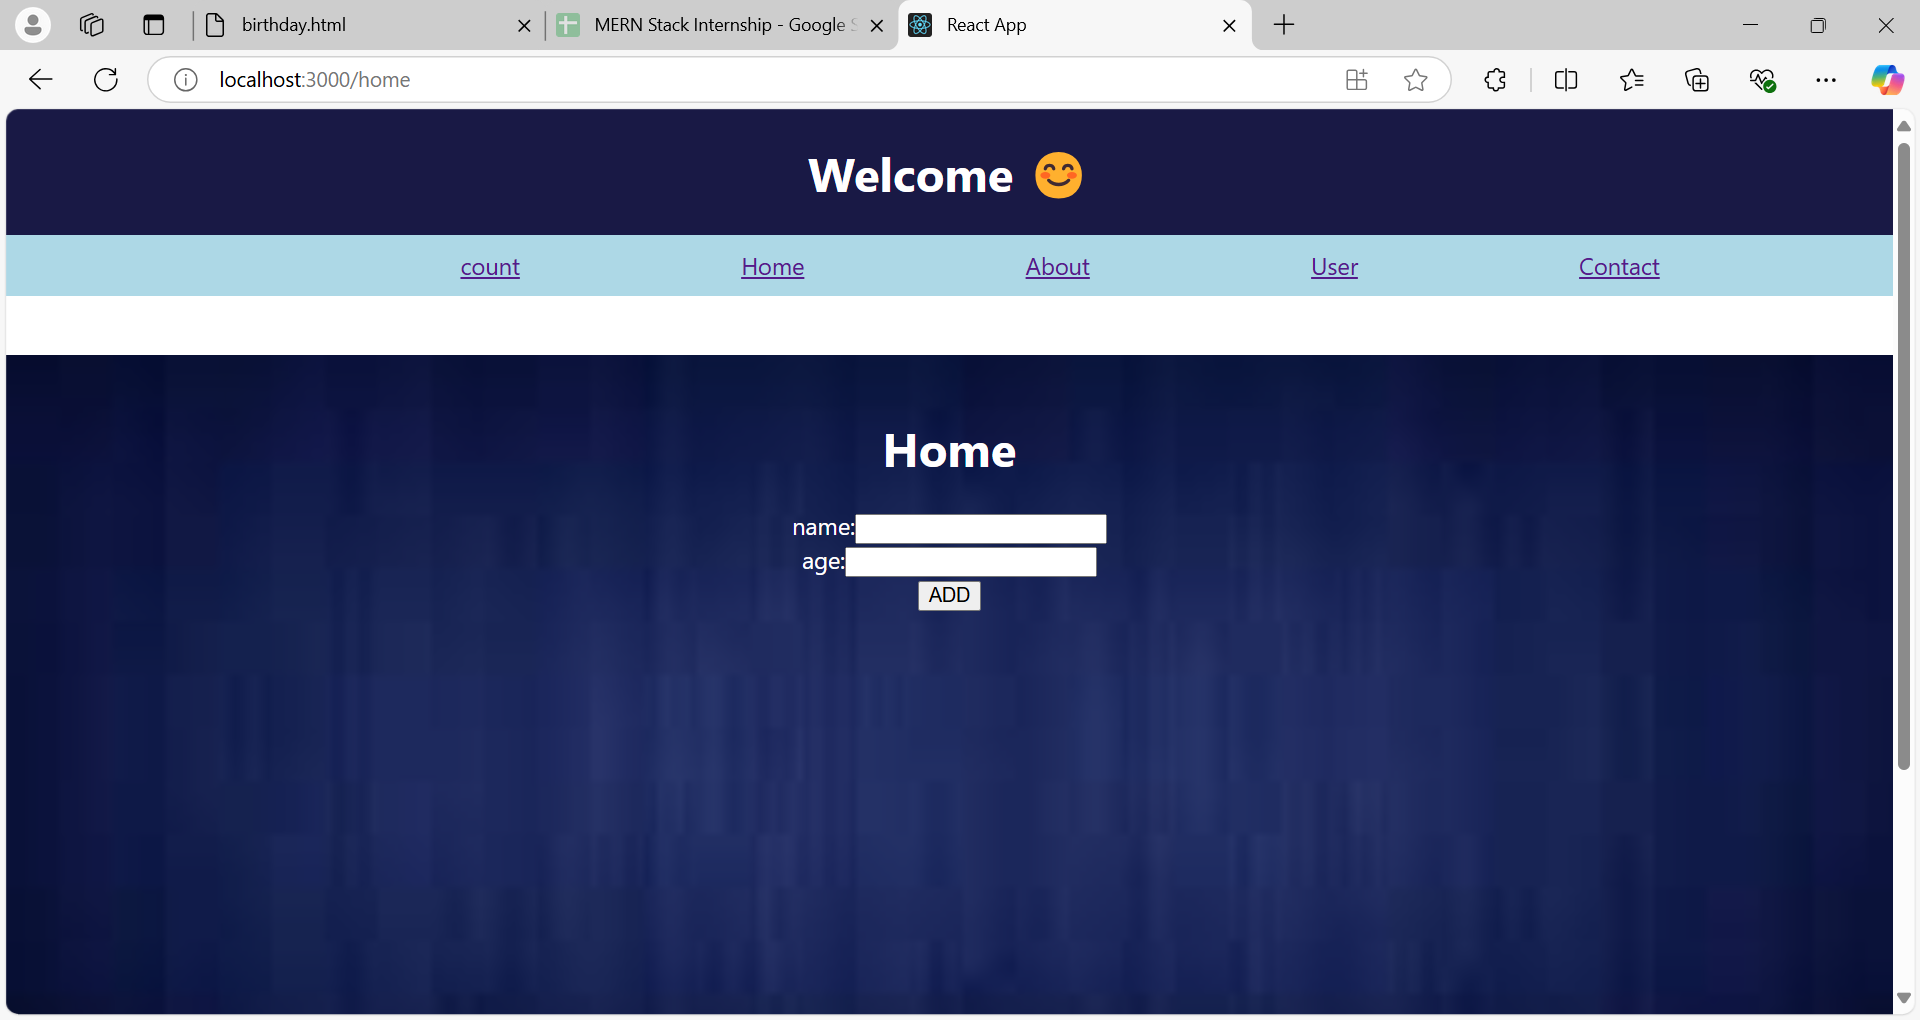 birthday.html
MERN Stack Internship - Google S
React App
localhost:3000/home
Welcome 😊
count Home About User Contact
Home
name:
age:
ADD